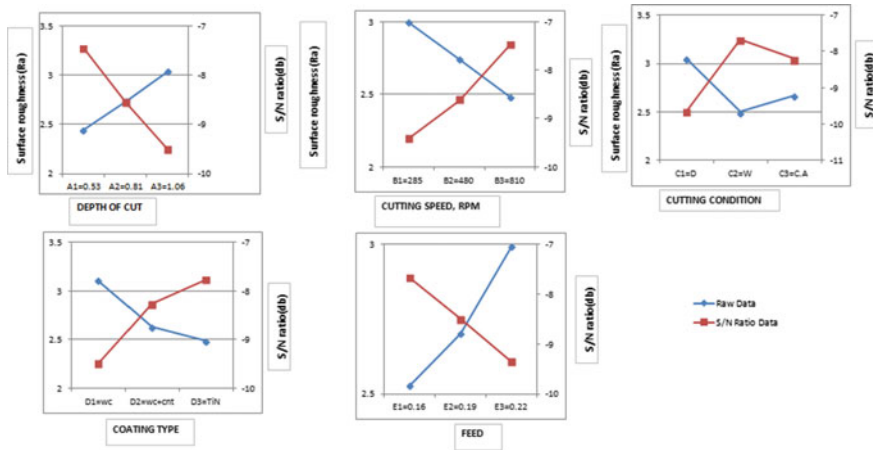 Surface roughness (Ra)
3.5
3
2.5
2
-7
-8
-9
-10
S/N ratio(db)
A1=0.53 A2=0.81 A3=1.06
DEPTH OF CUT
Surface roughness (Ra)
3
2.5
2
-7
-8
-9
-10
S/N ratio(db)
B1=285 B2=480 B3=810
CUTTING SPEED, RPM
Surface roughness (Ra)
3.5
3
2.5
2
-7
-8
-9
-10
-11
S/N ratio(db)
C1=D C2=W C3=C.A
CUTTING CONDITION
3.5
3
2.5
2
-7
-8
-9
-10
S/N ratio(db)
D1=wc D2=wc+cnt D3=TiN
COATING TYPE
3
2.5
-7
-8
-9
-10
S/N ratio(db)
E1=0.16 E2=0.19 E3=0.22
FEED
Raw Data
S/N Ratio Data